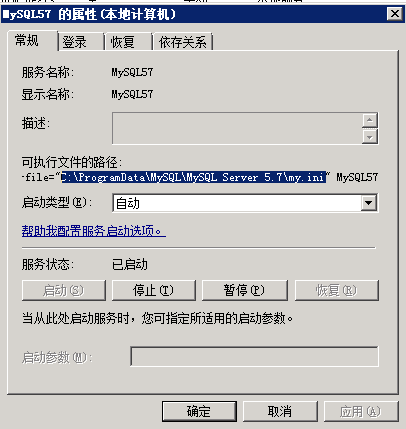 MySQL57 的属性(本地计算机)
常规 登录 恢复 依存关系
服务名称: MySQL57
显示名称: MySQL57
描述:
可执行文件的路径:
-file="C:\ProgramData\MySQL\MySQL Server 5.7\my.ini" MySQL57
启动类型(E): 自动
帮助我配置服务启动选项。
服务状态: 已启动
启动(S) 停止(T) 暂停(P) 恢复(R)
当从此处启动服务时，您可指定所适用的启动参数。
启动参数(M):
确定 取消 应用(A)